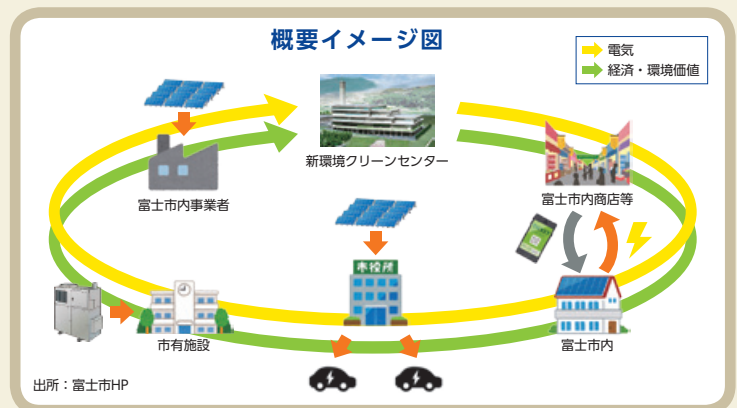 概要イメージ図
電気
経済・環境価値
新環境クリーンセンター
富士市内事業者
富士市内商店等
市役所
市有施設
富士市内
出所：富士市HP